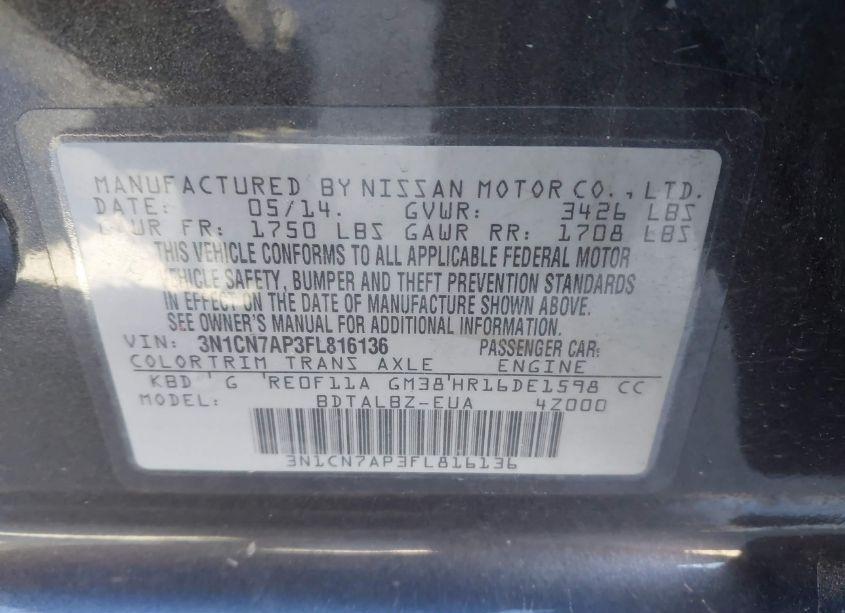 MANUFACTURED BY NISSAN MOTOR CO., LTD.
DATE: 05/14. GVWR: 3426 LBS
FR: 1750 LBS GAWR RR: 1708 LBS
THIS VEHICLE CONFORMS TO ALL APPLICABLE FEDERAL MOTOR
VEHICLE SAFETY, BUMPER AND THEFT PREVENTION STANDARDS
IN EFFECT ON THE DATE OF MANUFACTURE SHOWN ABOVE.
SEE OWNER'S MANUAL FOR ADDITIONAL INFORMATION.
VIN: 3N1CN7AP3FL816136 PASSENGER CAR:
COLOR TRIM TRANS AXLE ENGINE
KBD G RE0F11A GM38 HR16DE1598 CC
MODEL: BDTALBZ-EUA 4Z000
3N1CN7AP3FL816136